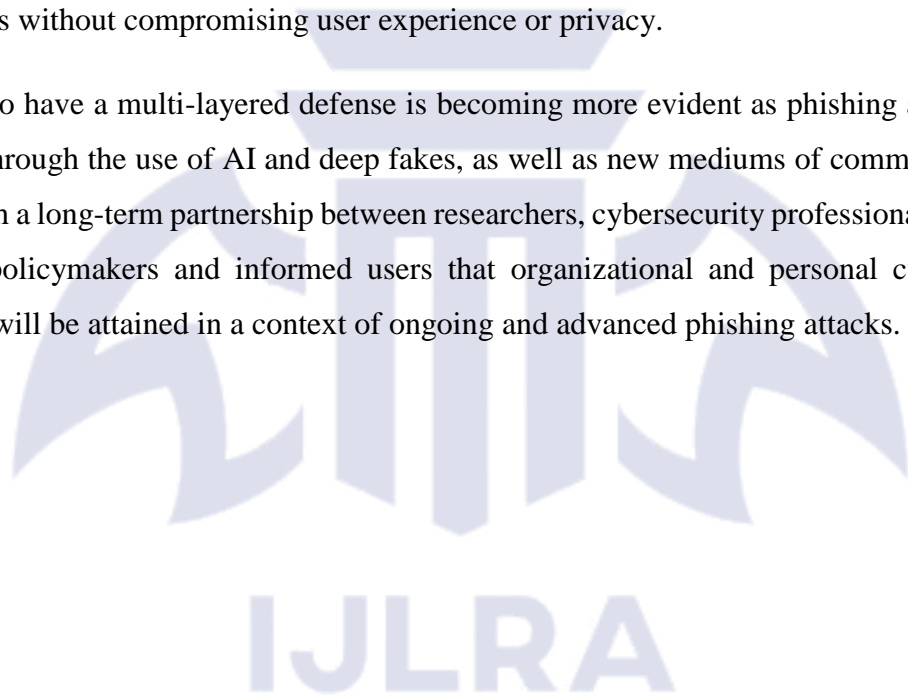 s without compromising user experience or privacy.
o have a multi-layered defense is becoming more evident as phishing
hrough the use of AI and deep fakes, as well as new mediums of comm
n a long-term partnership between researchers, cybersecurity professiona
policymakers and informed users that organizational and personal c
will be attained in a context of ongoing and advanced phishing attacks.
IJLRA